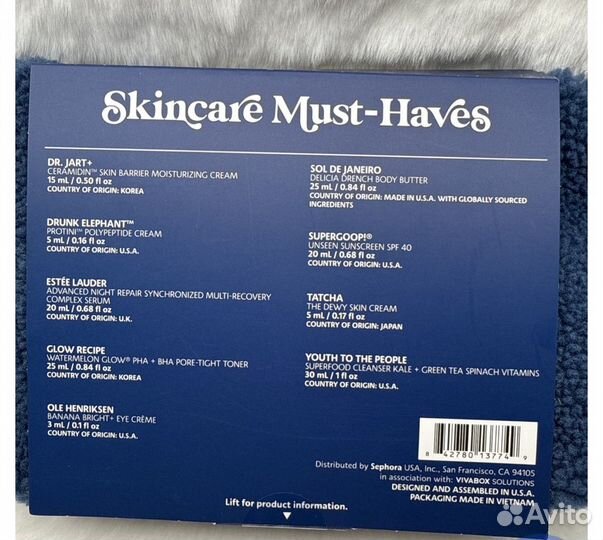 Skincare Must-Haves
DR. JART+
CERAMIDIN™ SKIN BARRIER MOISTURIZING CREAM
15 mL / 0.50 fl oz
COUNTRY OF ORIGIN: KOREA
DRUNK ELEPHANT™
PROTINI™ POLYPEPTIDE CREAM
5 mL / 0.16 fl oz
COUNTRY OF ORIGIN: U.S.A.
ESTÉE LAUDER
ADVANCED NIGHT REPAIR SYNCHRONIZED MULTI-RECOVERY
COMPLEX SERUM
20 mL / 0.68 fl oz
COUNTRY OF ORIGIN: U.K.
GLOW RECIPE
WATERMELON GLOW® PHA + BHA PORE-TIGHT TONER
25 mL / 0.84 fl oz
COUNTRY OF ORIGIN: KOREA
OLE HENRIKSEN
BANANA BRIGHT+ EYE CRÈME
3 mL / 0.1 fl oz
COUNTRY OF ORIGIN: U.S.A.
SOL DE JANEIRO
DELICIA DRENCH BODY BUTTER
25 mL / 0.84 fl oz
COUNTRY OF ORIGIN: MADE IN U.S.A. WITH GLOBALLY SOURCED
INGREDIENTS
SUPERGOOP!®
UNSEEN SUNSCREEN SPF 40
20 mL / 0.68 fl oz
COUNTRY OF ORIGIN: U.S.A.
TATCHA
THE DEWY SKIN CREAM
5 mL / 0.17 fl oz
COUNTRY OF ORIGIN: JAPAN
YOUTH TO THE PEOPLE
SUPERFOOD CLEANSER KALE + GREEN TEA SPINACH VITAMINS
30 mL / 1 fl oz
COUNTRY OF ORIGIN: U.S.A.
8 42780 13774 9
Distributed by Sephora USA, Inc., San Francisco, CA 94105
in association with: VIVABOX SOLUTIONS
DESIGNED AND ASSEMBLED IN U.S.A.
PACKAGING MADE IN VIETNAM
Lift for product information.
Avito